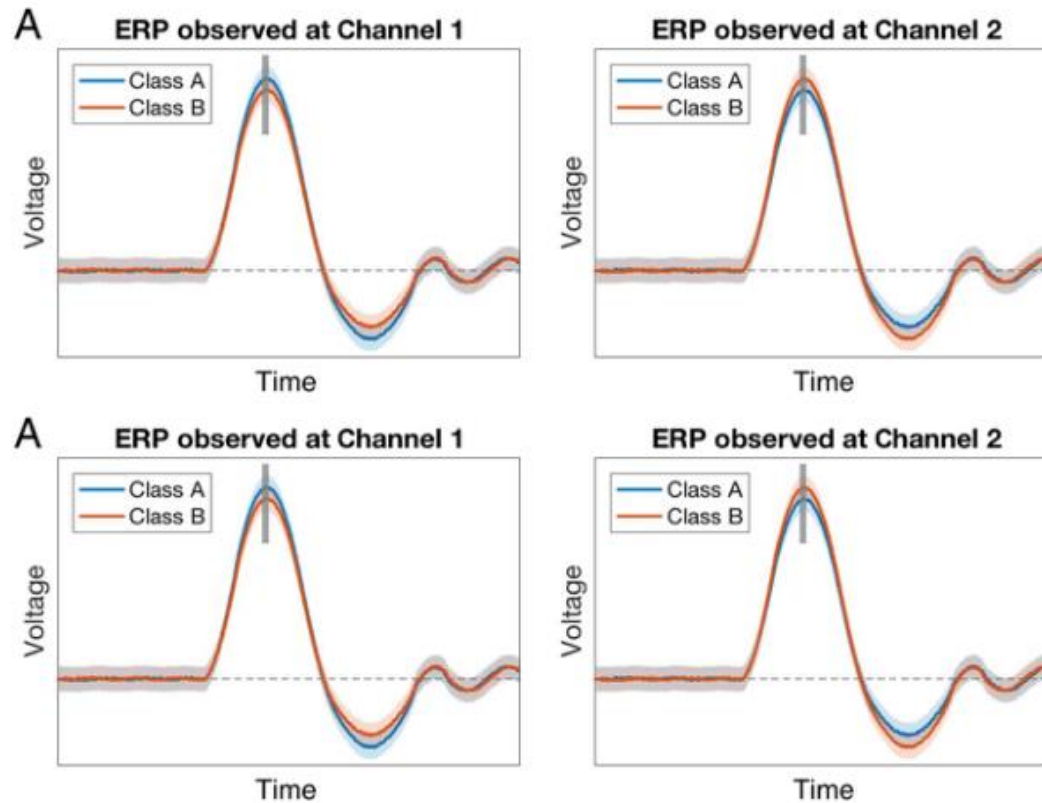 A
ERP observed at Channel 1
ERP observed at Channel 2
Class A
Class B
Class A
Class B
Voltage
Voltage
Time
Time
A
ERP observed at Channel 1
ERP observed at Channel 2
Class A
Class B
Class A
Class B
Voltage
Voltage
Time
Time